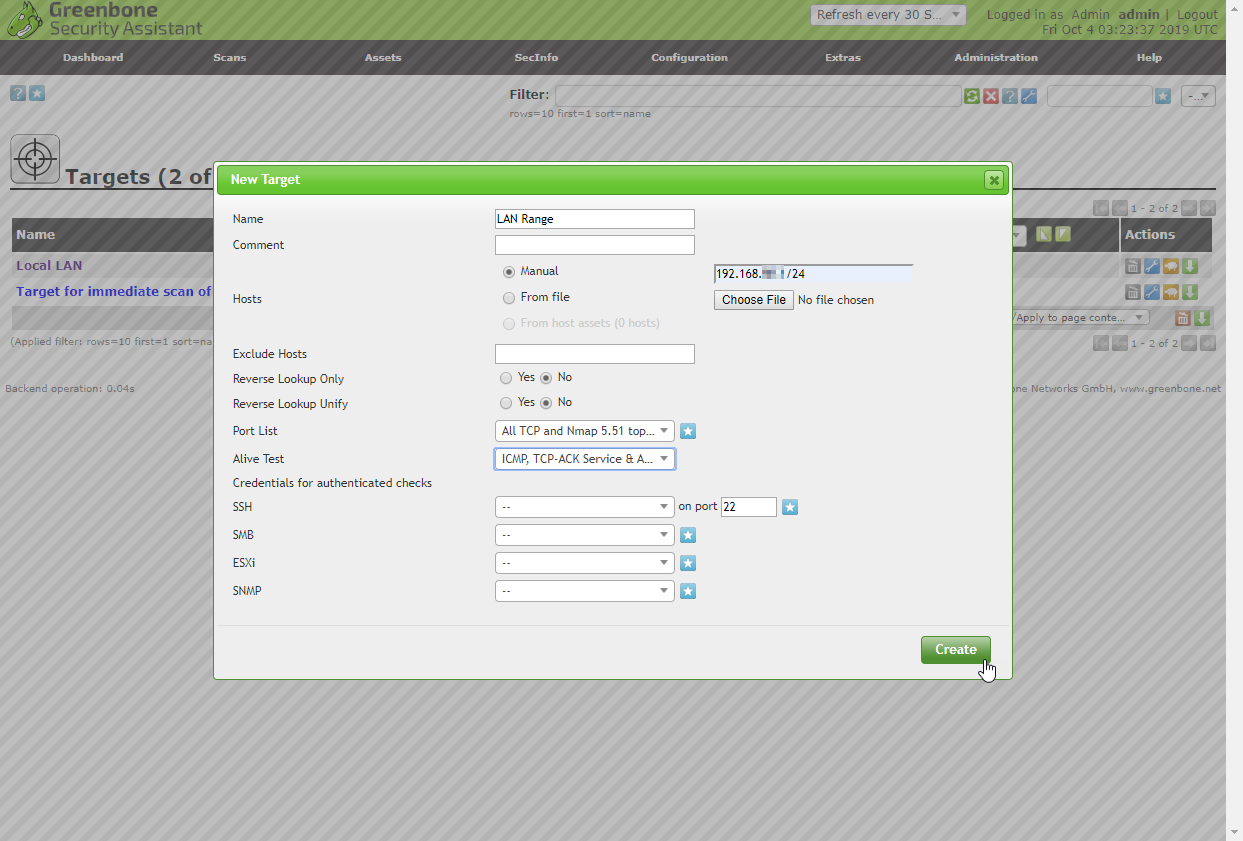 Greenbone
Security Assistant
Refresh every 30 S...
Logged in as Admin admin | Logout
Fri Oct 4 03:23:37 2019 UTC
Dashboard Scans Assets SecInfo Configuration Extras Administration Help
Filter:
-...
rows=10 first=1 sort=name
Targets (2 of
New Target
1 - 2 of 2
Name
Actions
Local LAN
Target for immediate scan of
/Apply to page conte...
(Applied filter: rows=10 first=1 sort=na
1 - 2 of 2
Backend operation: 0.04s
one Networks GmbH, www.greenbone.net
Name LAN Range
Comment
Hosts
Manual 192.168. /24
From file Choose File No file chosen
From host assets (0 hosts)
Exclude Hosts
Reverse Lookup Only Yes No
Reverse Lookup Unify Yes No
Port List All TCP and Nmap 5.51 top...
Alive Test ICMP, TCP-ACK Service & A...
Credentials for authenticated checks
SSH -- on port 22
SMB --
ESXi --
SNMP --
Create